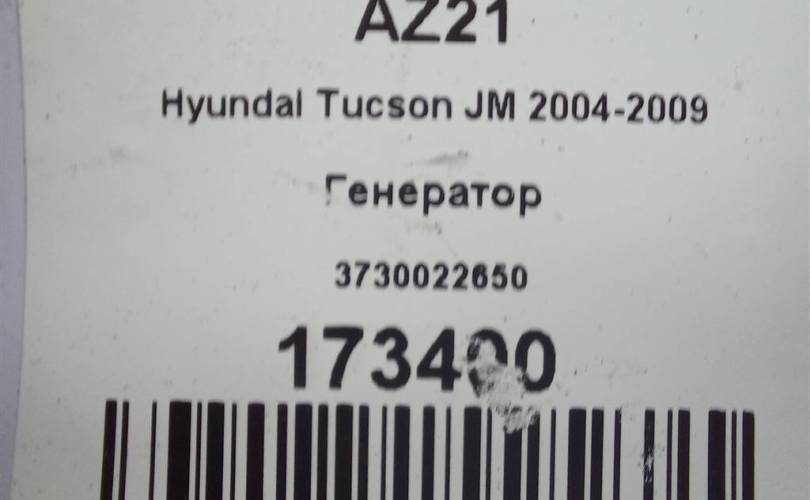 AZ21
Hyundai Tucson JM 2004-2009
Генератор
3730022650